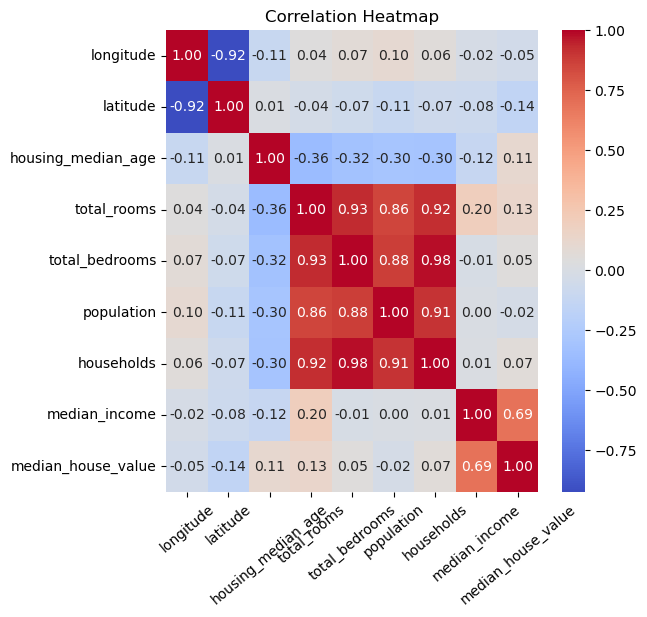 Correlation Heatmap
longitude 1.00 -0.92 -0.11 0.04 0.07 0.10 0.06 -0.02 -0.05
latitude -0.92 1.00 0.01 -0.04 -0.07 -0.11 -0.07 -0.08 -0.14
housing_median_age -0.11 0.01 1.00 -0.36 -0.32 -0.30 -0.30 -0.12 0.11
total_rooms 0.04 -0.04 -0.36 1.00 0.93 0.86 0.92 0.20 0.13
total_bedrooms 0.07 -0.07 -0.32 0.93 1.00 0.88 0.98 -0.01 0.05
population 0.10 -0.11 -0.30 0.86 0.88 1.00 0.91 0.00 -0.02
households 0.06 -0.07 -0.30 0.92 0.98 0.91 1.00 0.01 0.07
median_income -0.02 -0.08 -0.12 0.20 -0.01 0.00 0.01 1.00 0.69
median_house_value -0.05 -0.14 0.11 0.13 0.05 -0.02 0.07 0.69 1.00
longitude
latitude
housing_median_age
total_rooms
total_bedrooms
population
households
median_income
median_house_value
1.00
0.75
0.50
0.25
0.00
−0.25
−0.50
−0.75